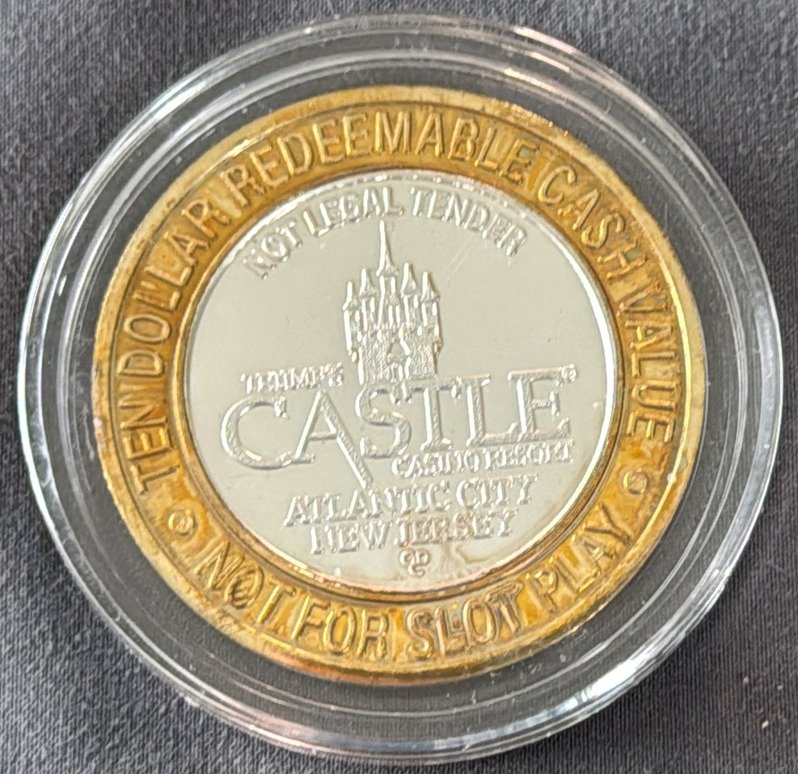 TEN DOLLAR REDEEMABLE CASH VALUE
NOT LEGAL TENDER
TRUMP'S
CASTLE
CASINO RESORT
ATLANTIC CITY
NEW JERSEY
NOT FOR SLOT PLAY